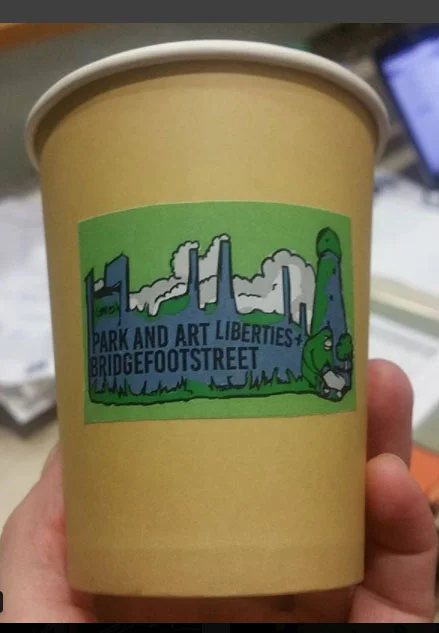 PARK AND ART LIBERTIES+
BRIDGEFOOTSTREET